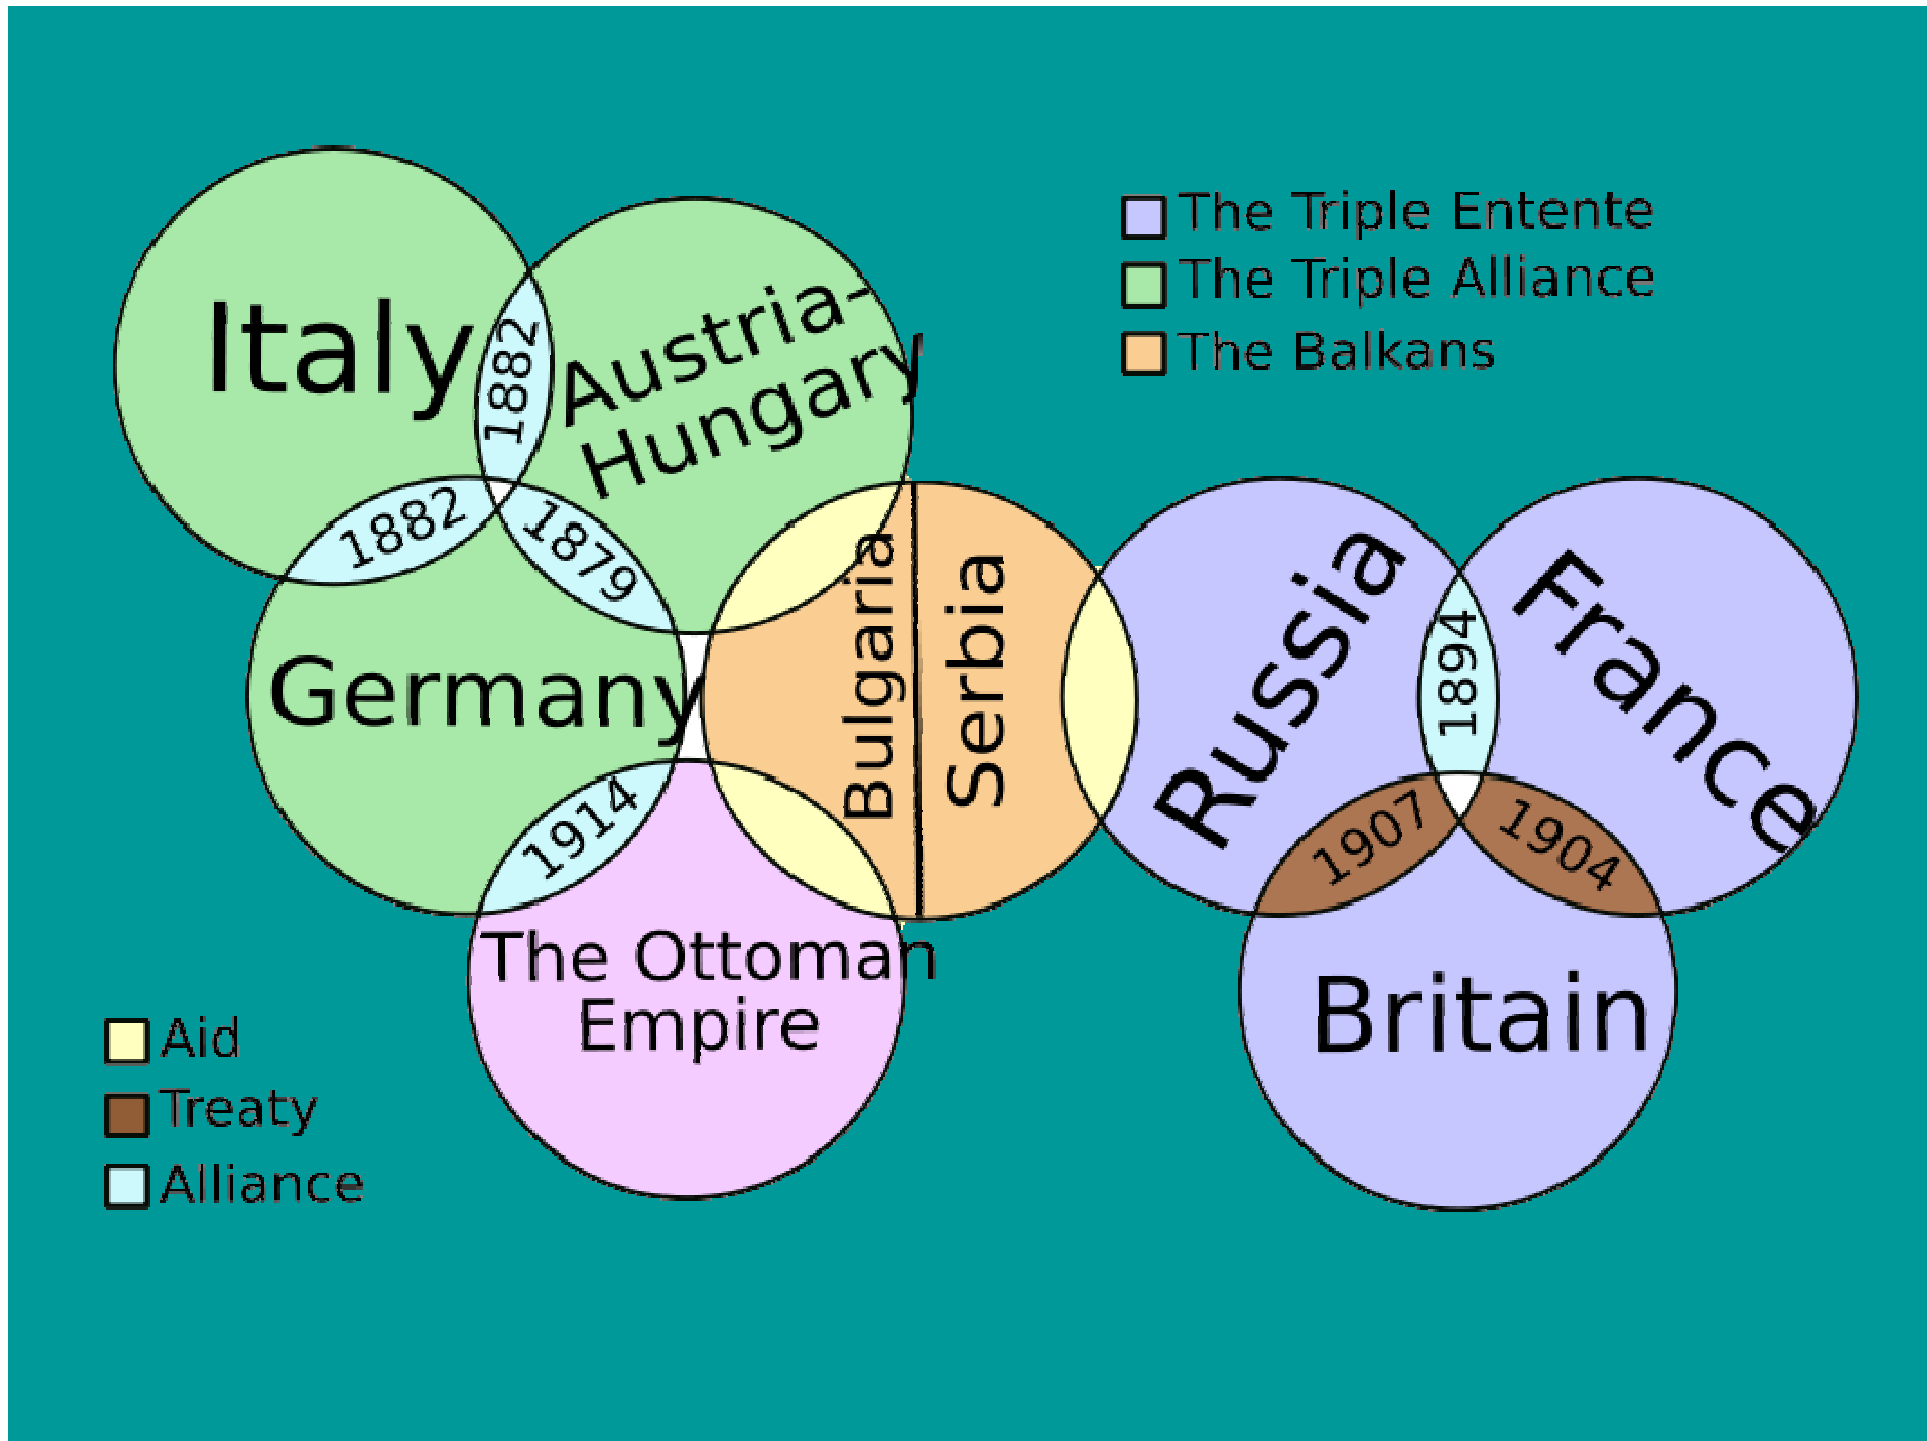 Italy
1882
Austria-
Hungary
1882
1879
Germany
1914
The Ottoman
Empire
Bulgaria
Serbia
Russia
1894
France
1907
1904
Britain
The Triple Entente
The Triple Alliance
The Balkans
Aid
Treaty
Alliance